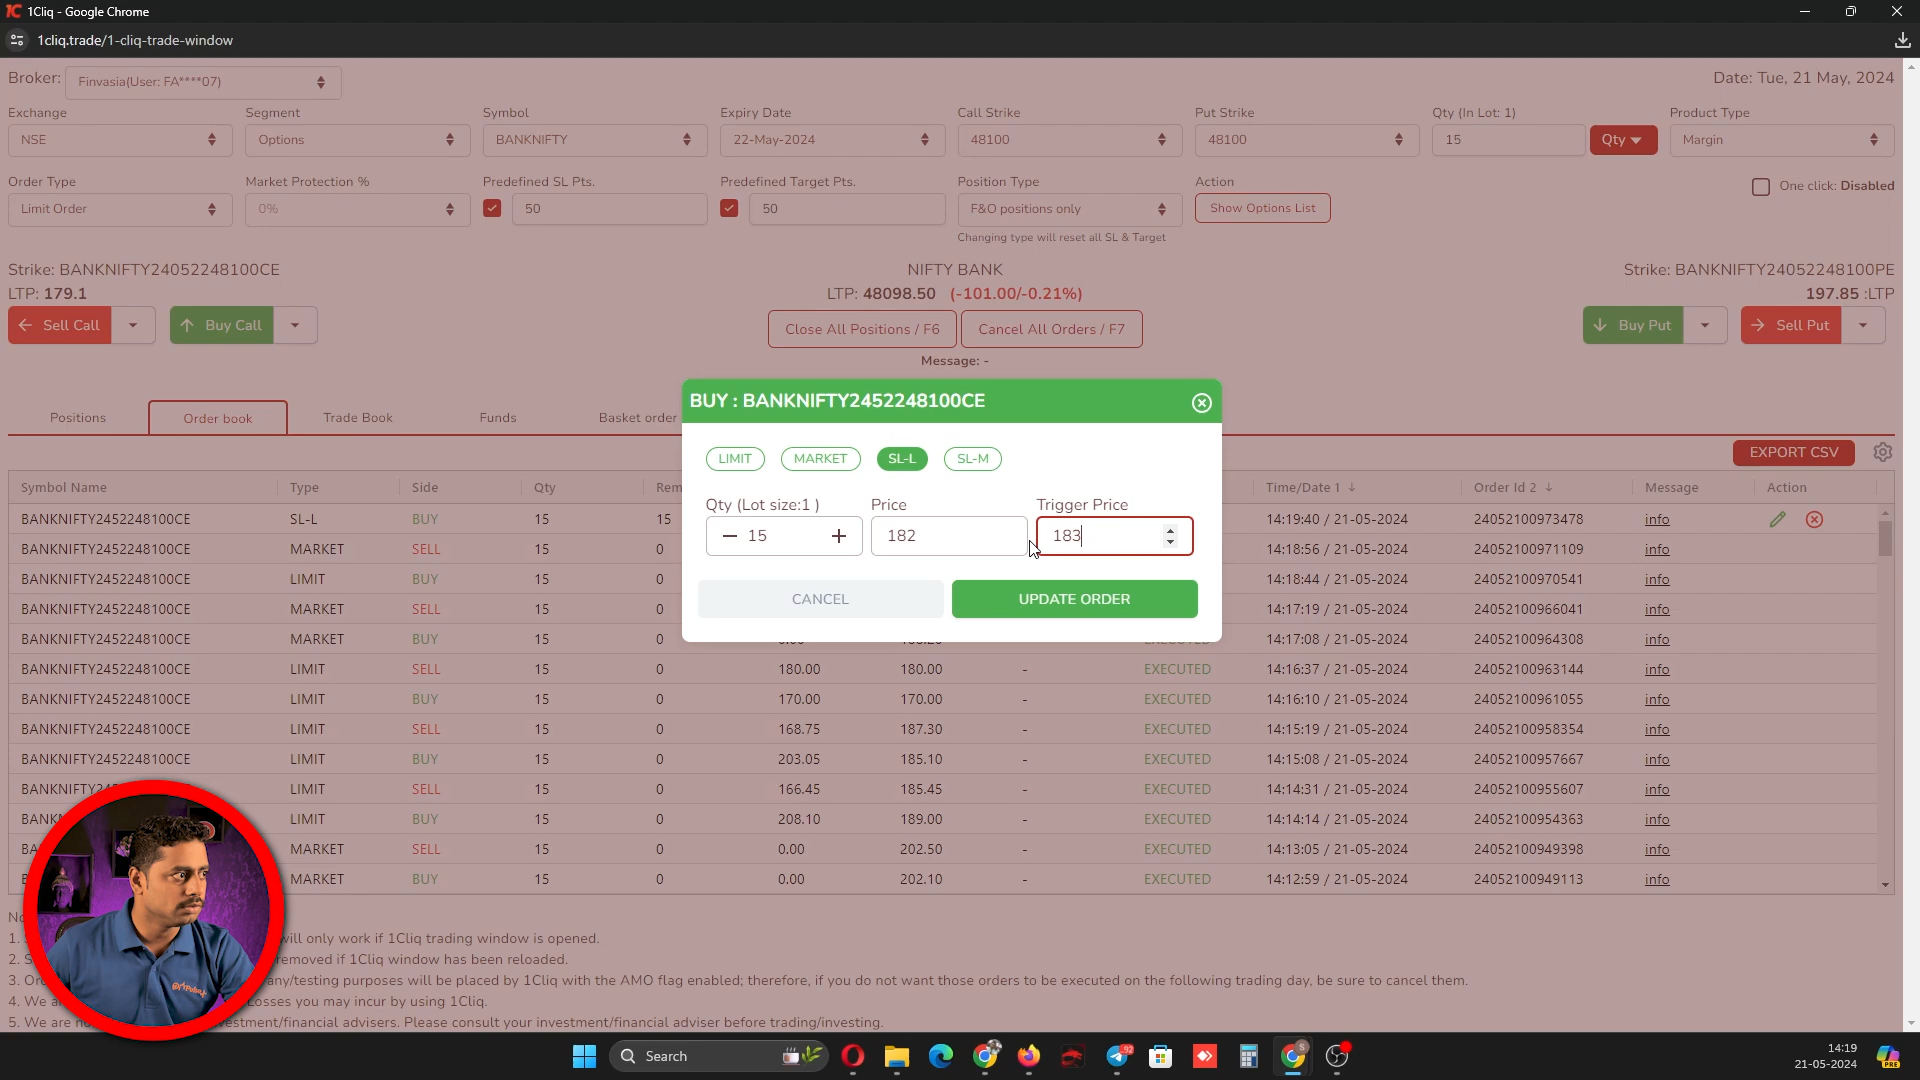 1Cliq - Google Chrome
1cliq.trade/1-cliq-trade-window
Broker: Finvasia(User: FA****07)
Date: Tue, 21 May, 2024
Exchange Segment Symbol Expiry Date Call Strike Put Strike Qty (In Lot: 1) Product Type
NSE Options BANKNIFTY 22-May-2024 48100 48100 15 Qty Margin
Order Type Market Protection % Predefined SL Pts. Predefined Target Pts. Position Type Action
One click: Disabled
Limit Order 0% 50 50 F&O positions only Show Options List
Changing type will reset all SL & Target
Strike: BANKNIFTY24052248100CE NIFTY BANK Strike: BANKNIFTY24052248100PE
LTP: 179.1 LTP: 48098.50 (-101.00/-0.21%) 197.85 :LTP
Sell Call Buy Call Close All Positions / F6 Cancel All Orders / F7 Buy Put Sell Put
Message: -
Positions Order book Trade Book Funds Basket order
BUY : BANKNIFTY2452248100CE
LIMIT MARKET SL-L SL-M
Qty (Lot size:1 ) Price Trigger Price
15 182 183
CANCEL UPDATE ORDER
EXPORT CSV
Symbol Name Type Side Qty Rem Time/Date 1 Order Id 2 Message Action
BANKNIFTY2452248100CE SL-L BUY 15 15 14:19:40 / 21-05-2024 24052100973478 info
BANKNIFTY2452248100CE MARKET SELL 15 0 14:18:56 / 21-05-2024 24052100971109 info
BANKNIFTY2452248100CE LIMIT BUY 15 0 14:18:44 / 21-05-2024 24052100970541 info
BANKNIFTY2452248100CE MARKET SELL 15 0 14:17:19 / 21-05-2024 24052100966041 info
BANKNIFTY2452248100CE MARKET BUY 15 0 14:17:08 / 21-05-2024 24052100964308 info
BANKNIFTY2452248100CE LIMIT SELL 15 0 180.00 180.00 - EXECUTED 14:16:37 / 21-05-2024 24052100963144 info
BANKNIFTY2452248100CE LIMIT BUY 15 0 170.00 170.00 - EXECUTED 14:16:10 / 21-05-2024 24052100961055 info
BANKNIFTY2452248100CE LIMIT SELL 15 0 168.75 187.30 - EXECUTED 14:15:19 / 21-05-2024 24052100958354 info
BANKNIFTY2452248100CE LIMIT BUY 15 0 203.05 185.10 - EXECUTED 14:15:08 / 21-05-2024 24052100957667 info
LIMIT SELL 15 0 166.45 185.45 - EXECUTED 14:14:31 / 21-05-2024 24052100955607 info
LIMIT BUY 15 0 208.10 189.00 - EXECUTED 14:14:14 / 21-05-2024 24052100954363 info
MARKET SELL 15 0 0.00 202.50 - EXECUTED 14:13:05 / 21-05-2024 24052100949398 info
MARKET BUY 15 0 0.00 202.10 - EXECUTED 14:12:59 / 21-05-2024 24052100949113 info
1. will only work if 1Cliq trading window is opened.
2. removed if 1Cliq window has been reloaded.
3. any/testing purposes will be placed by 1Cliq with the AMO flag enabled; therefore, if you do not want those orders to be executed on the following trading day, be sure to cancel them.
4. We Losses you may incur by using 1Cliq.
5. We are investment/financial advisers. Please consult your investment/financial adviser before trading/investing.
Search
92
14:19
21-05-2024
PRE